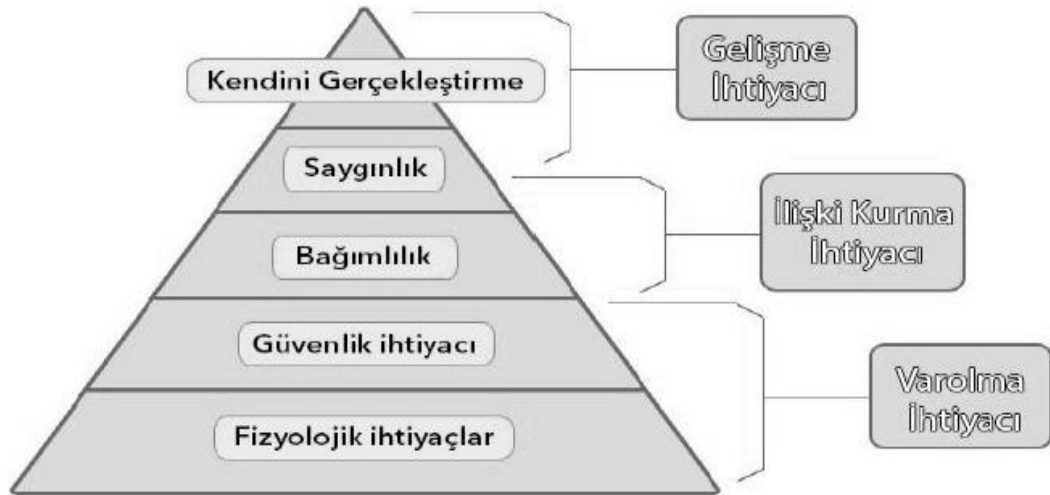 Kendini Gerçekleştirme
Saygınlık
Bağımlılık
Güvenlik ihtiyacı
Fizyolojik ihtiyaçlar
Gelişme
İhtiyacı
İlişki Kurma
İhtiyacı
Varolma
İhtiyacı